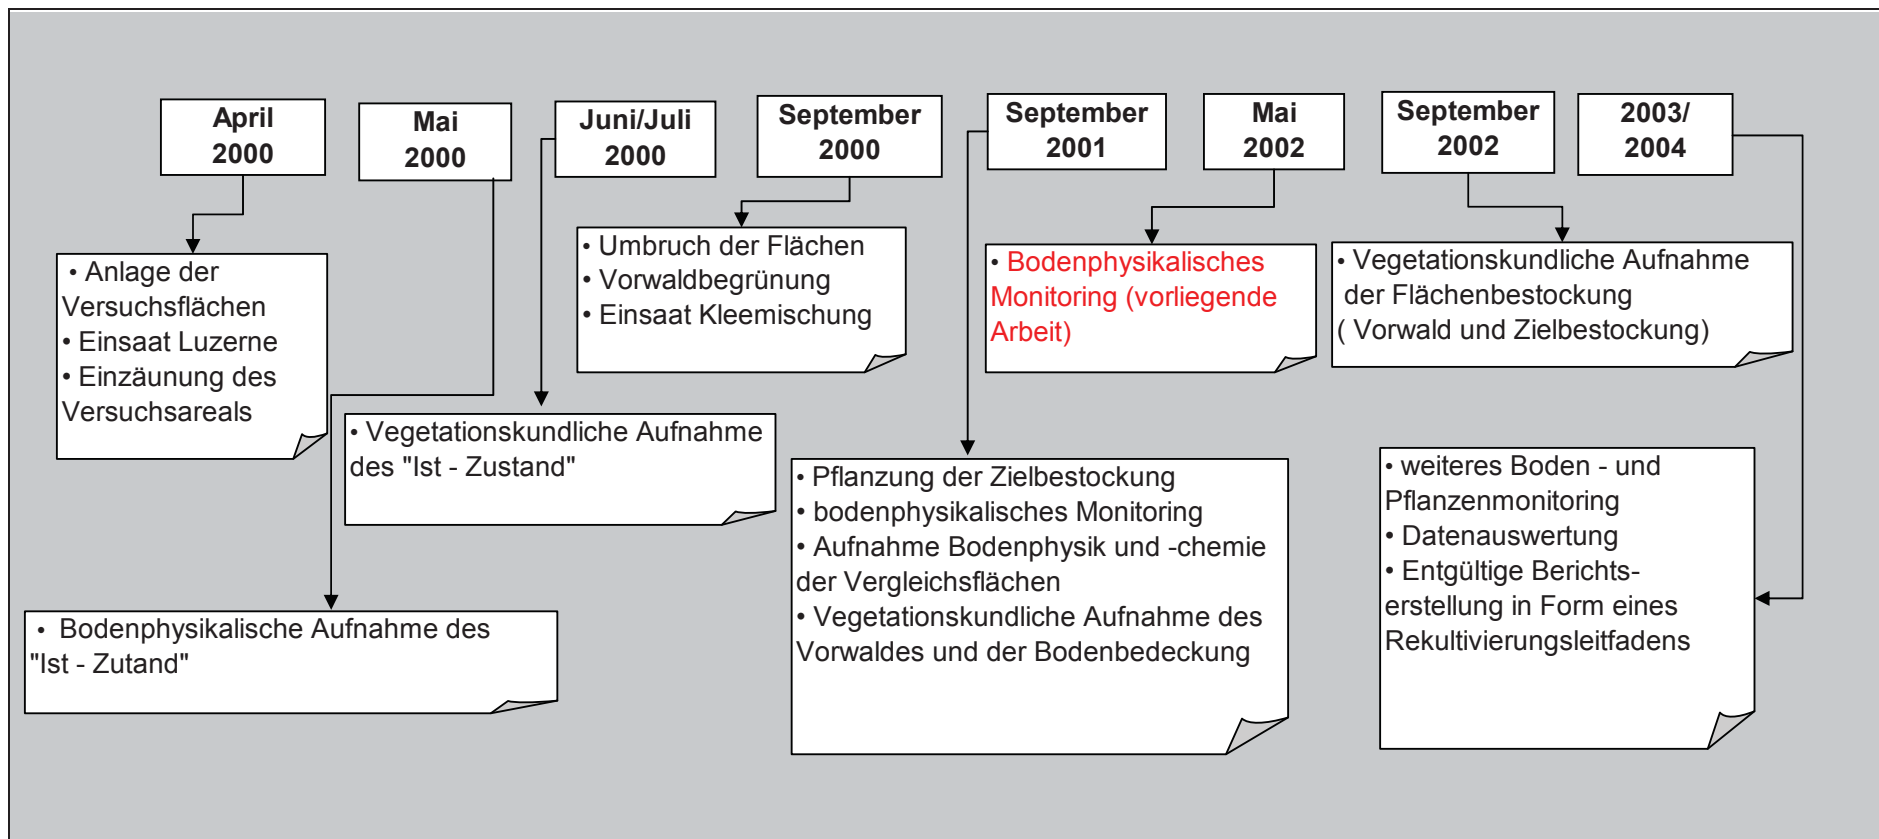 April
2000
Mai
2000
Juni/Juli
2000
September
2000
September
2001
Mai
2002
September
2002
2003/
2004
• Anlage der
Versuchsflächen
• Einsaat Luzerne
• Einzäunung des
Versuchsareals
• Bodenphysikalische Aufnahme des
"Ist - Zutand"
• Vegetationskundliche Aufnahme
des "Ist - Zustand"
• Umbruch der Flächen
• Vorwaldbegrünung
• Einsaat Kleemischung
• Pflanzung der Zielbestockung
• bodenphysikalisches Monitoring
• Aufnahme Bodenphysik und -chemie
der Vergleichsflächen
• Vegetationskundliche Aufnahme des
Vorwaldes und der Bodenbedeckung
• Bodenphysikalisches
Monitoring (vorliegende
Arbeit)
• Vegetationskundliche Aufnahme
der Flächenbestockung
( Vorwald und Zielbestockung)
• weiteres Boden - und
Pflanzenmonitoring
• Datenauswertung
• Entgültige Berichts-
erstellung in Form eines
Rekultivierungsleitfadens